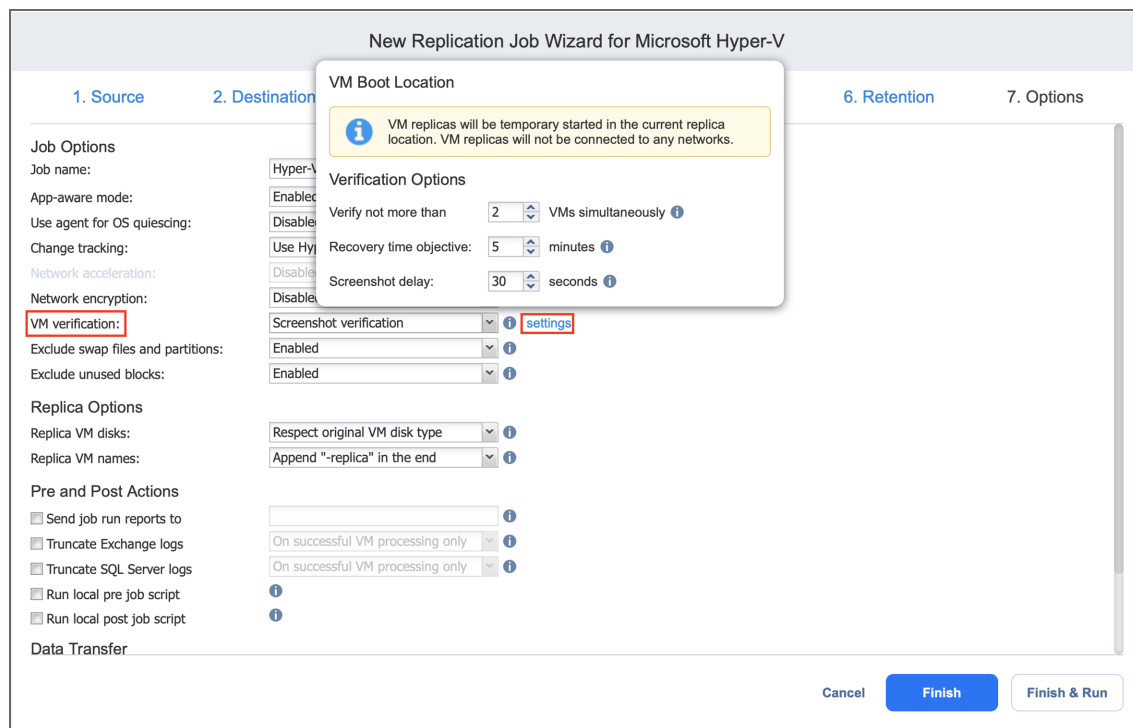 New Replication Job Wizard for Microsoft Hyper-V
1. Source
2. Destination
6. Retention
7. Options
VM Boot Location
VM replicas will be temporary started in the current replica
location. VM replicas will not be connected to any networks.
Verification Options
Verify not more than 2 VMs simultaneously
Recovery time objective: 5 minutes
Screenshot delay: 30 seconds
Job Options
Job name: Hyper-V
App-aware mode: Enabled
Use agent for OS quiescing:
Change tracking: Use
Network acceleration:
Network encryption:
VM verification: Screenshot verification settings
Exclude swap files and partitions: Enabled
Exclude unused blocks: Enabled
Replica Options
Replica VM disks: Respect original VM disk type
Replica VM names: Append "-replica" in the end
Pre and Post Actions
Send job run reports to
Truncate Exchange logs On successful VM processing only
Truncate SQL Server logs On successful VM processing only
Run local pre job script
Run local post job script
Data Transfer
Cancel
Finish
Finish & Run